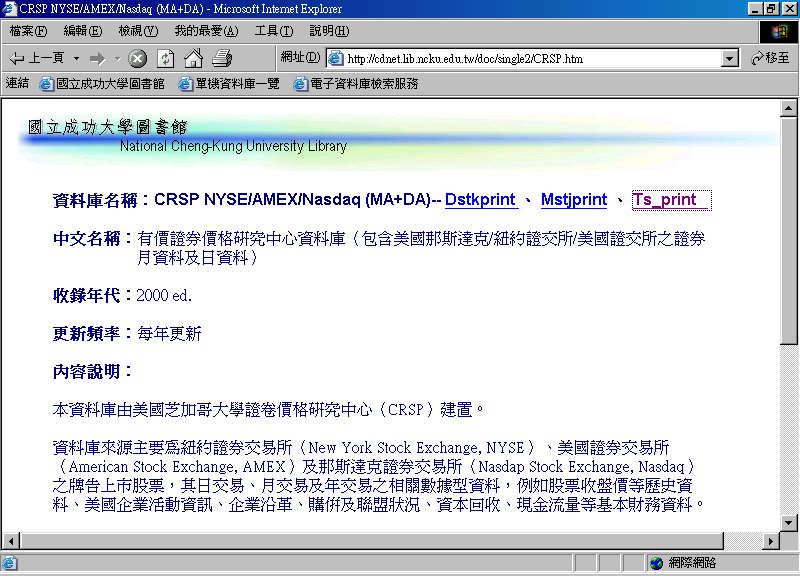 CRSP NYSE/AMEX/Nasdaq (MA+DA) - Microsoft Internet Explorer
檔案(F) 編輯(E) 檢視(V) 我的最愛(A) 工具(T) 說明(H)
上一頁 網址(D) http://cdnet.lib.ncku.edu.tw/doc/single2/CRSP.htm 移至
連結 國立成功大學圖書館 單機資料庫一覽 電子資料庫檢索服務
國立成功大學圖書館
National Cheng-Kung University Library
資料庫名稱：CRSP NYSE/AMEX/Nasdaq (MA+DA)-- Dstkprint 、 Mstjprint 、 Ts_print
中文名稱：有價證券價格研究中心資料庫（包含美國那斯達克/紐約證交所/美國證交所之證券
月資料及日資料）
收錄年代：2000 ed.
更新頻率：每年更新
內容說明：
本資料庫由美國芝加哥大學證卷價格研究中心（CRSP）建置。
資料庫來源主要為紐約證券交易所（New York Stock Exchange, NYSE）、美國證券交易所
（American Stock Exchange, AMEX）及那斯達克證券交易所（Nasdap Stock Exchange, Nasdaq）
之牌告上市股票，其日交易、月交易及年交易之相關數據型資料，例如股票收盤價等歷史資
料、美國企業活動資訊、企業沿革、購併及聯盟狀況、資本回收、現金流量等基本財務資料。
網際網路